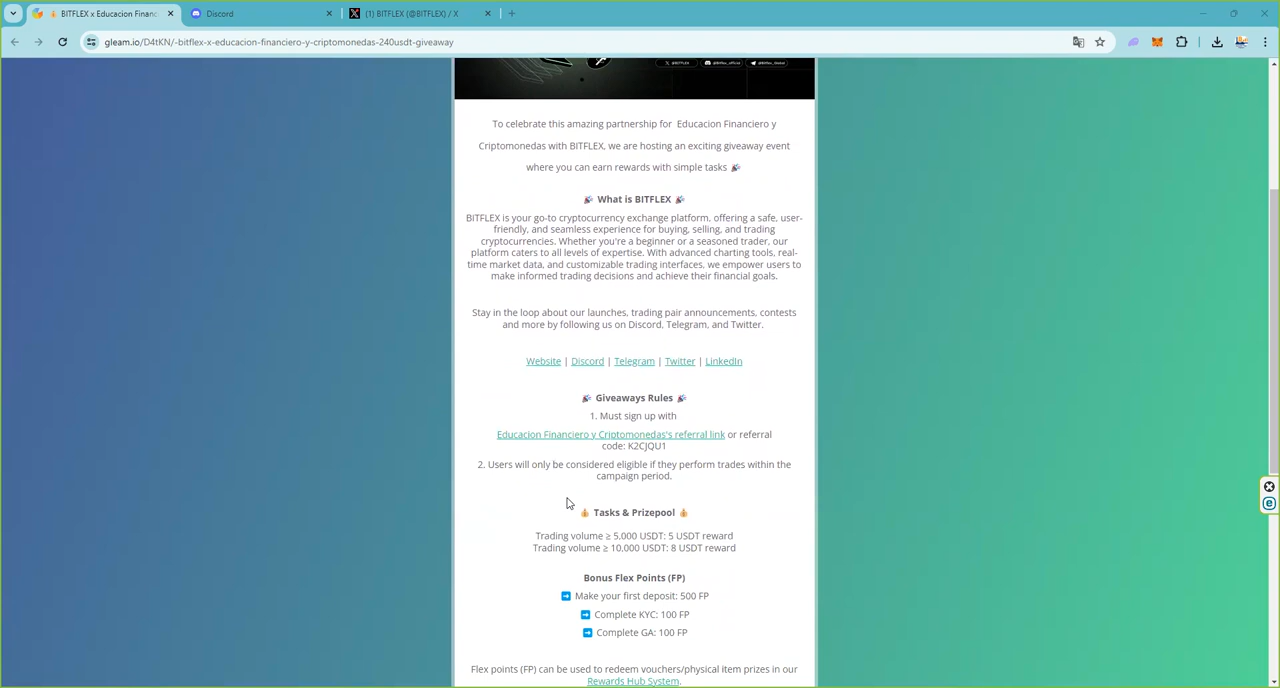 BITFLEX x Educacion Financi
Discord
(1) BITFLEX (@BITFLEX) / X
gleam.io/D4tKN/-bitflex-x-educacion-financiero-y-criptomonedas-240usdt-giveaway
@BITFLEX
@Bitflex_official
To celebrate this amazing partnership for Educacion Financiero y
Criptomonedas with BITFLEX, we are hosting an exciting giveaway event
where you can earn rewards with simple tasks 🎉
🎉 What is BITFLEX 🎉
BITFLEX is your go-to cryptocurrency exchange platform, offering a safe, user-
friendly, and seamless experience for buying, selling, and trading
cryptocurrencies. Whether you're a beginner or a seasoned trader, our
platform caters to all levels of expertise. With advanced charting tools, real-
time market data, and customizable trading interfaces, we empower users to
make informed trading decisions and achieve their financial goals.
Stay in the loop about our launches, trading pair announcements, contests
and more by following us on Discord, Telegram, and Twitter.
Website | Discord | Telegram | Twitter | LinkedIn
🎉 Giveaways Rules 🎉
1. Must sign up with
Educacion Financiero y Criptomonedas's referral link or referral
code: K2CJQU1
2. Users will only be considered eligible if they perform trades within the
campaign period.
💰 Tasks & Prizepool 💰
Trading volume ≥ 5,000 USDT: 5 USDT reward
Trading volume ≥ 10,000 USDT: 8 USDT reward
Bonus Flex Points (FP)
➡️ Make your first deposit: 500 FP
➡️ Complete KYC: 100 FP
➡️ Complete GA: 100 FP
Flex points (FP) can be used to redeem vouchers/physical item prizes in our
Rewards Hub System.